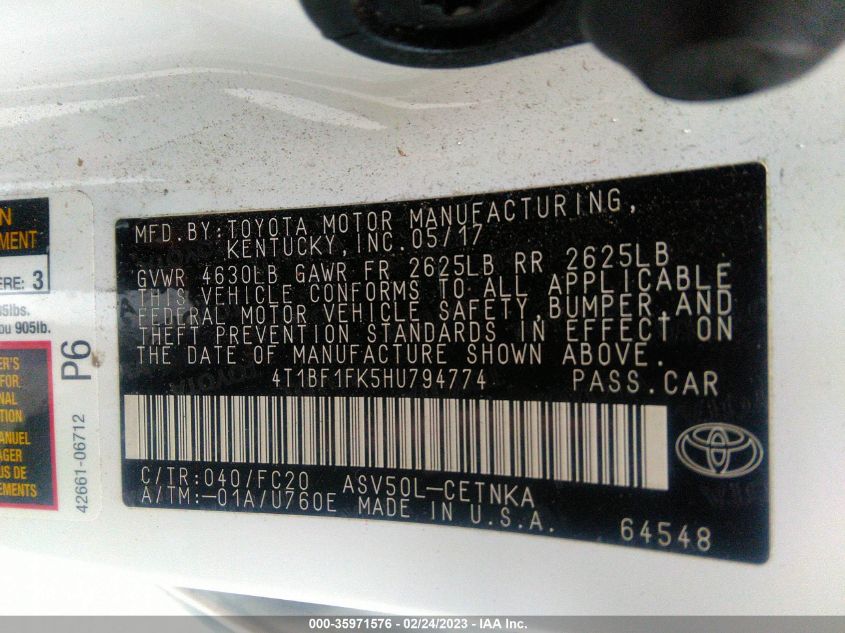 MFD.BY:TOYOTA MOTOR MANUFACTURING,
KENTUCKY,INC.05/17
GVWR 4630LB GAWR FR 2625LB RR 2625LB
THIS VEHICLE CONFORMS TO ALL APPLICABLE
FEDERAL MOTOR VEHICLE SAFETY,BUMPER,AND
THEFT PREVENTION STANDARDS IN EFFECT ON
THE DATE OF MANUFACTURE SHOWN ABOVE.
4T1BF1FK5HU794774 PASS.CAR
C/TR:040/FC20 ASV50L-CETNKA
A/TM:-01A/U760E MADE IN U.S.A.
64548
ERE: 3
905lb.
P6
42661-06712
000-35971576 - 02/24/2023 - IAA Inc.